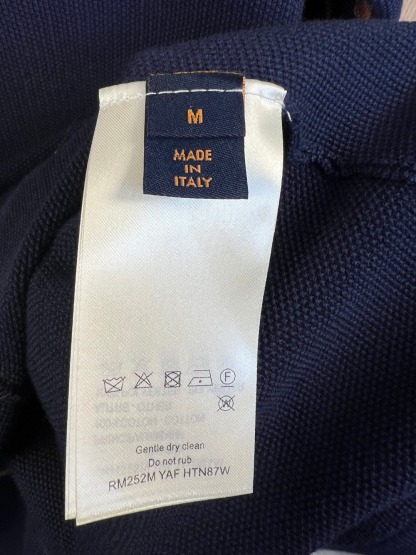 M
MADE
IN
ITALY
F
W
Gentle dry clean
Do not rub
RM252M YAF HTN87W